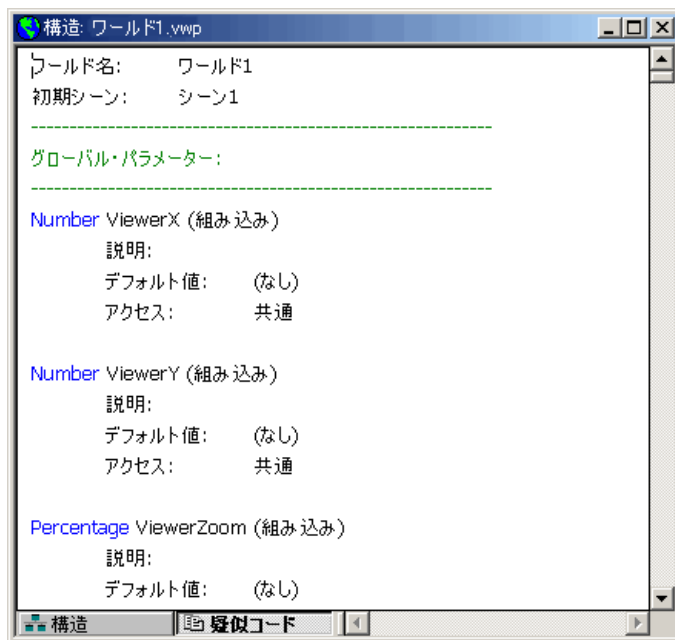 構造: ワールド1.vwp
ワールド名: ワールド1
初期シーン: シーン1
------------------------------------------------------------
グローバル・パラメーター:
------------------------------------------------------------
Number ViewerX (組み込み)
説明:
デフォルト値: (なし)
アクセス: 共通
Number ViewerY (組み込み)
説明:
デフォルト値: (なし)
アクセス: 共通
Percentage ViewerZoom (組み込み)
説明:
デフォルト値: (なし)
構造 疑似コード